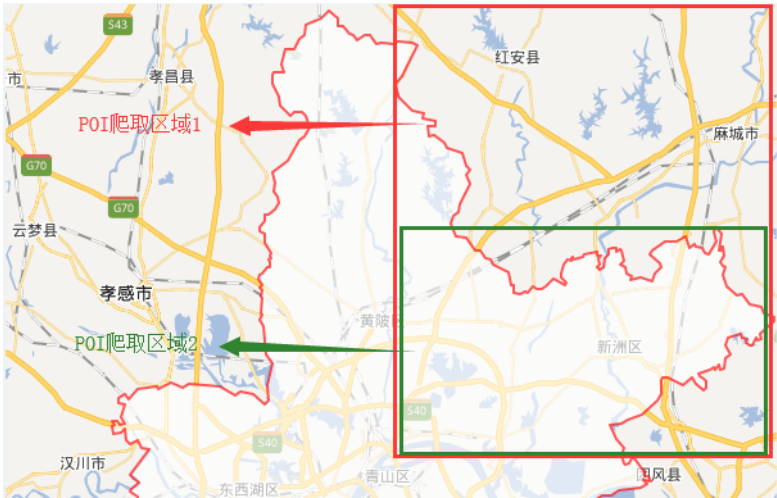 S43
红安县
市
孝昌县
POI爬取区域1
麻城市
G70
G70
云梦县
孝感市
黄陂区
POI爬取区域2
新洲区
S40
S40
汉川市
青山区
东西湖区
团风县